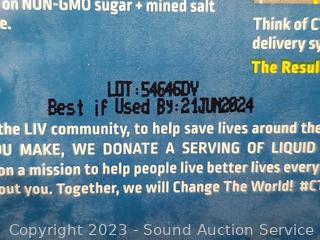 on NON-GMO sugar + mined salt
Think of C
delivery sy
The Resul
LOT:54646DY
Best if Used By:21JUN2024
the LIV community, to help save lives around the
OU MAKE, WE DONATE A SERVING OF LIQUID
on a mission to help people live better lives every
out you. Together, we will Change The World! #CT
Copyright 2023 - Sound Auction Service